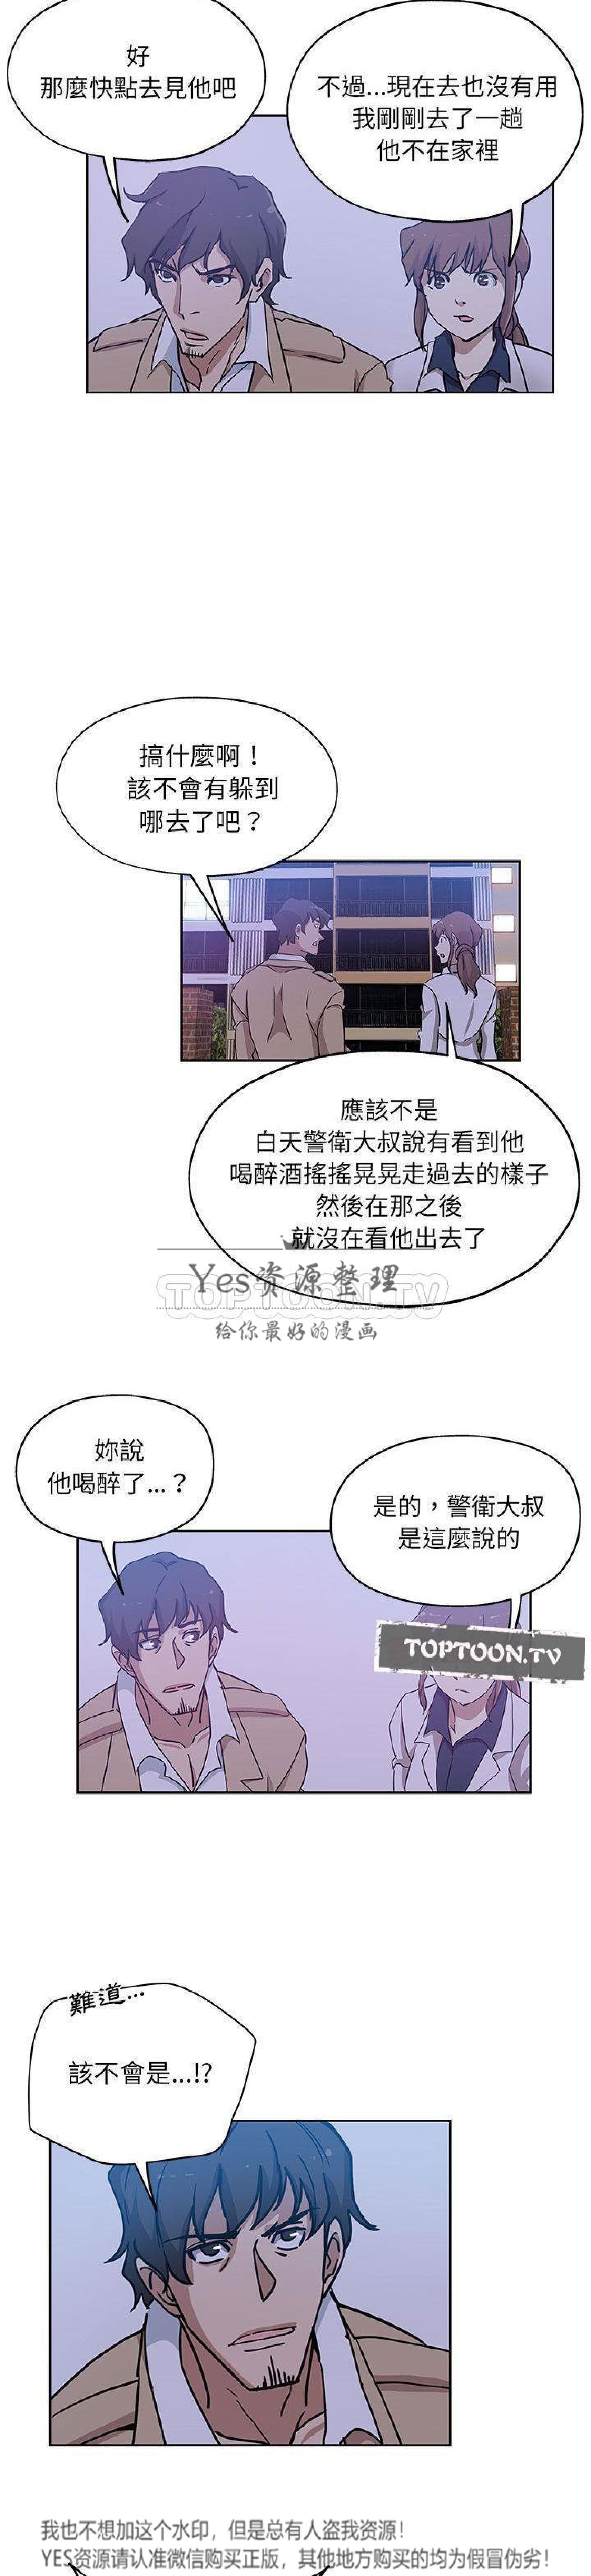 好
那麼快點去見他吧
不過...現在去也沒有用
我剛剛去了一趟
他不在家裡
搞什麼啊！
該不會有躲到
哪去了吧？
應該不是
白天警衛大叔說有看到他
喝醉酒搖搖晃晃走過去的樣子
然後在那之後
就沒在看他出去了
Yes资源整理
TOPTOON.TV
给你最好的漫画
妳說
他喝醉了...？
是的，警衛大叔
是這麼說的
TOPTOON.TV
難道...
該不會是...!?
我也不想加这个水印，但是总有人盗我资源！
YES资源请认准微信购买正版，其他地方购买的均为假冒伪劣！